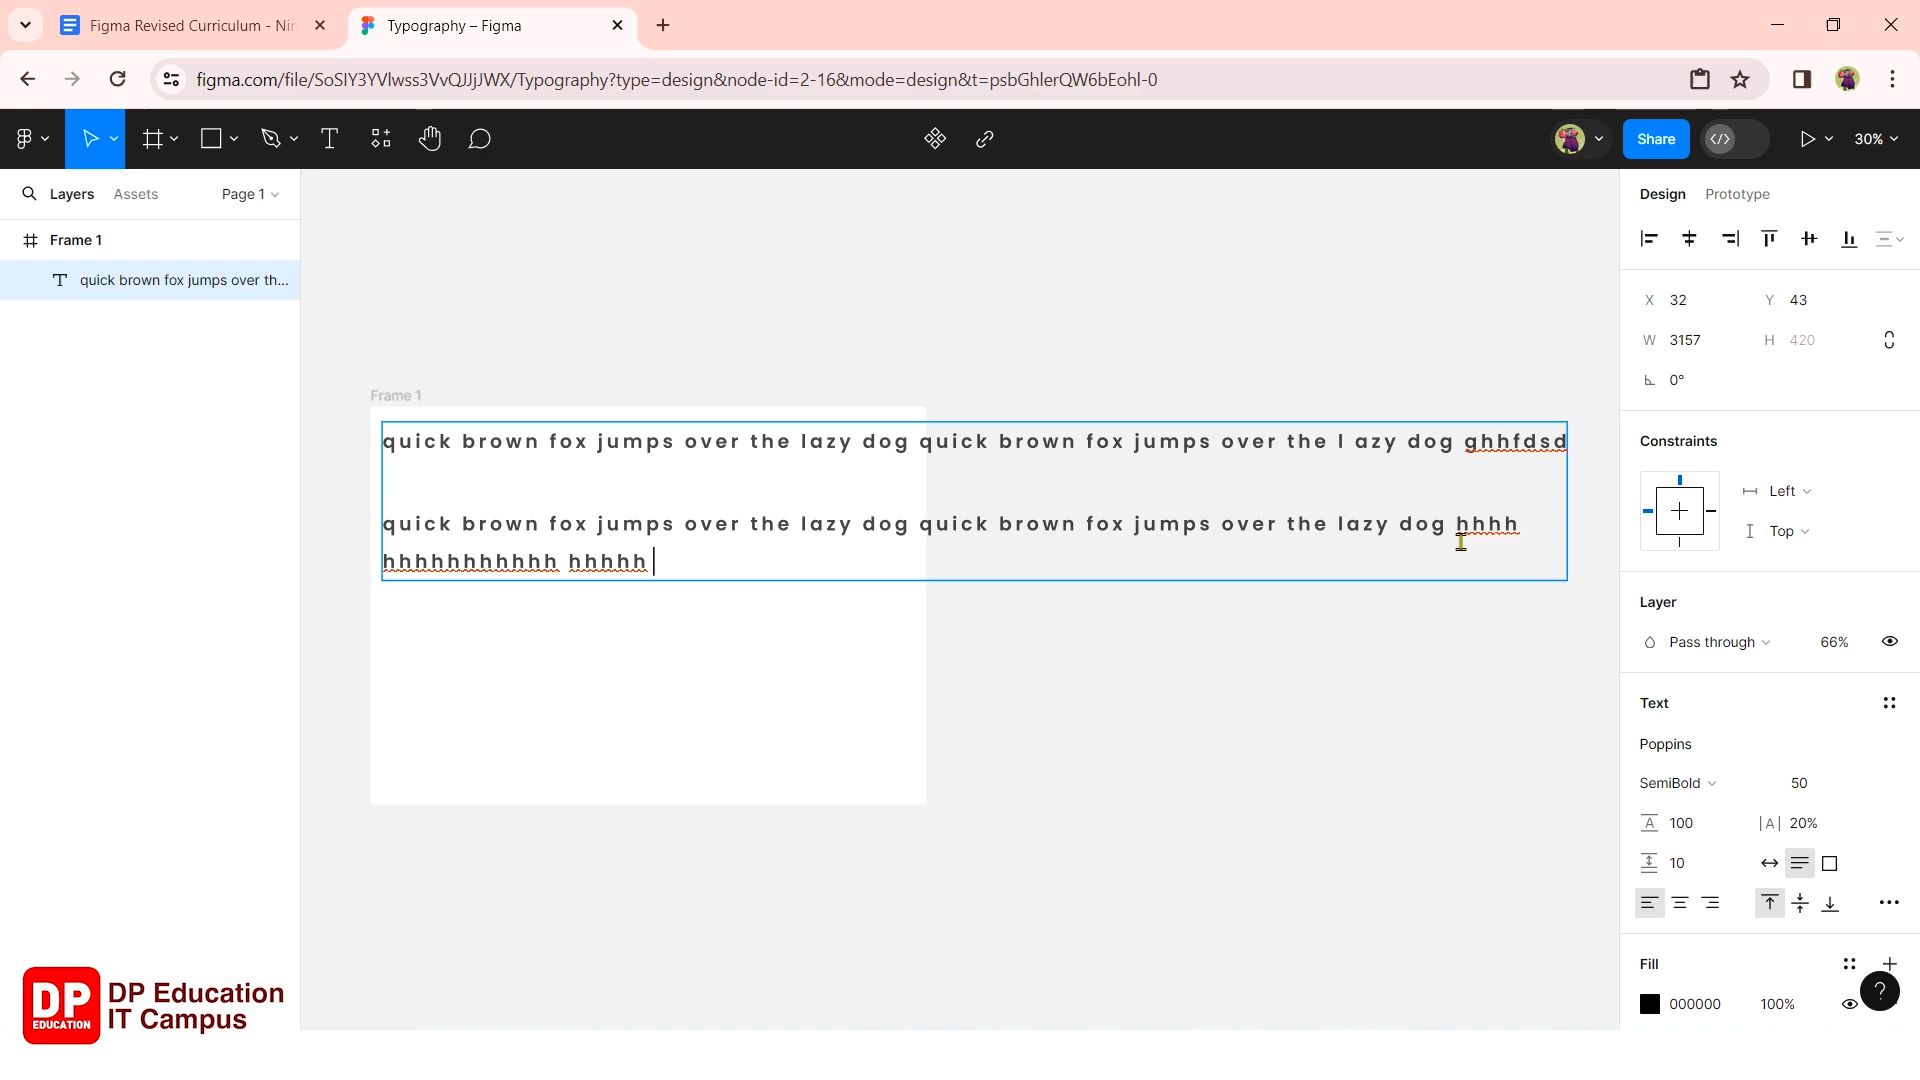 Figma Revised Curriculum - Nir
Typography – Figma
figma.com/file/SoSIY3YVlwss3VvQJJjJWX/Typography?type=design&node-id=2-16&mode=design&t=psbGhlerQW6bEohl-0
Share
30%
Layers Assets Page 1
Frame 1
quick brown fox jumps over th...
Frame 1
quick brown fox jumps over the lazy dog quick brown fox jumps over the l azy dog ghhfdsd
quick brown fox jumps over the lazy dog quick brown fox jumps over the lazy dog hhhh
hhhhhhhhhhh hhhhh
Design Prototype
X 32 Y 43
W 3157 H 420
0°
Constraints
Left
Top
Layer
Pass through 66%
Text
Poppins
SemiBold 50
A 100 |A| 20%
10
Fill
000000 100%
?
DP EDUCATION
DP Education
IT Campus